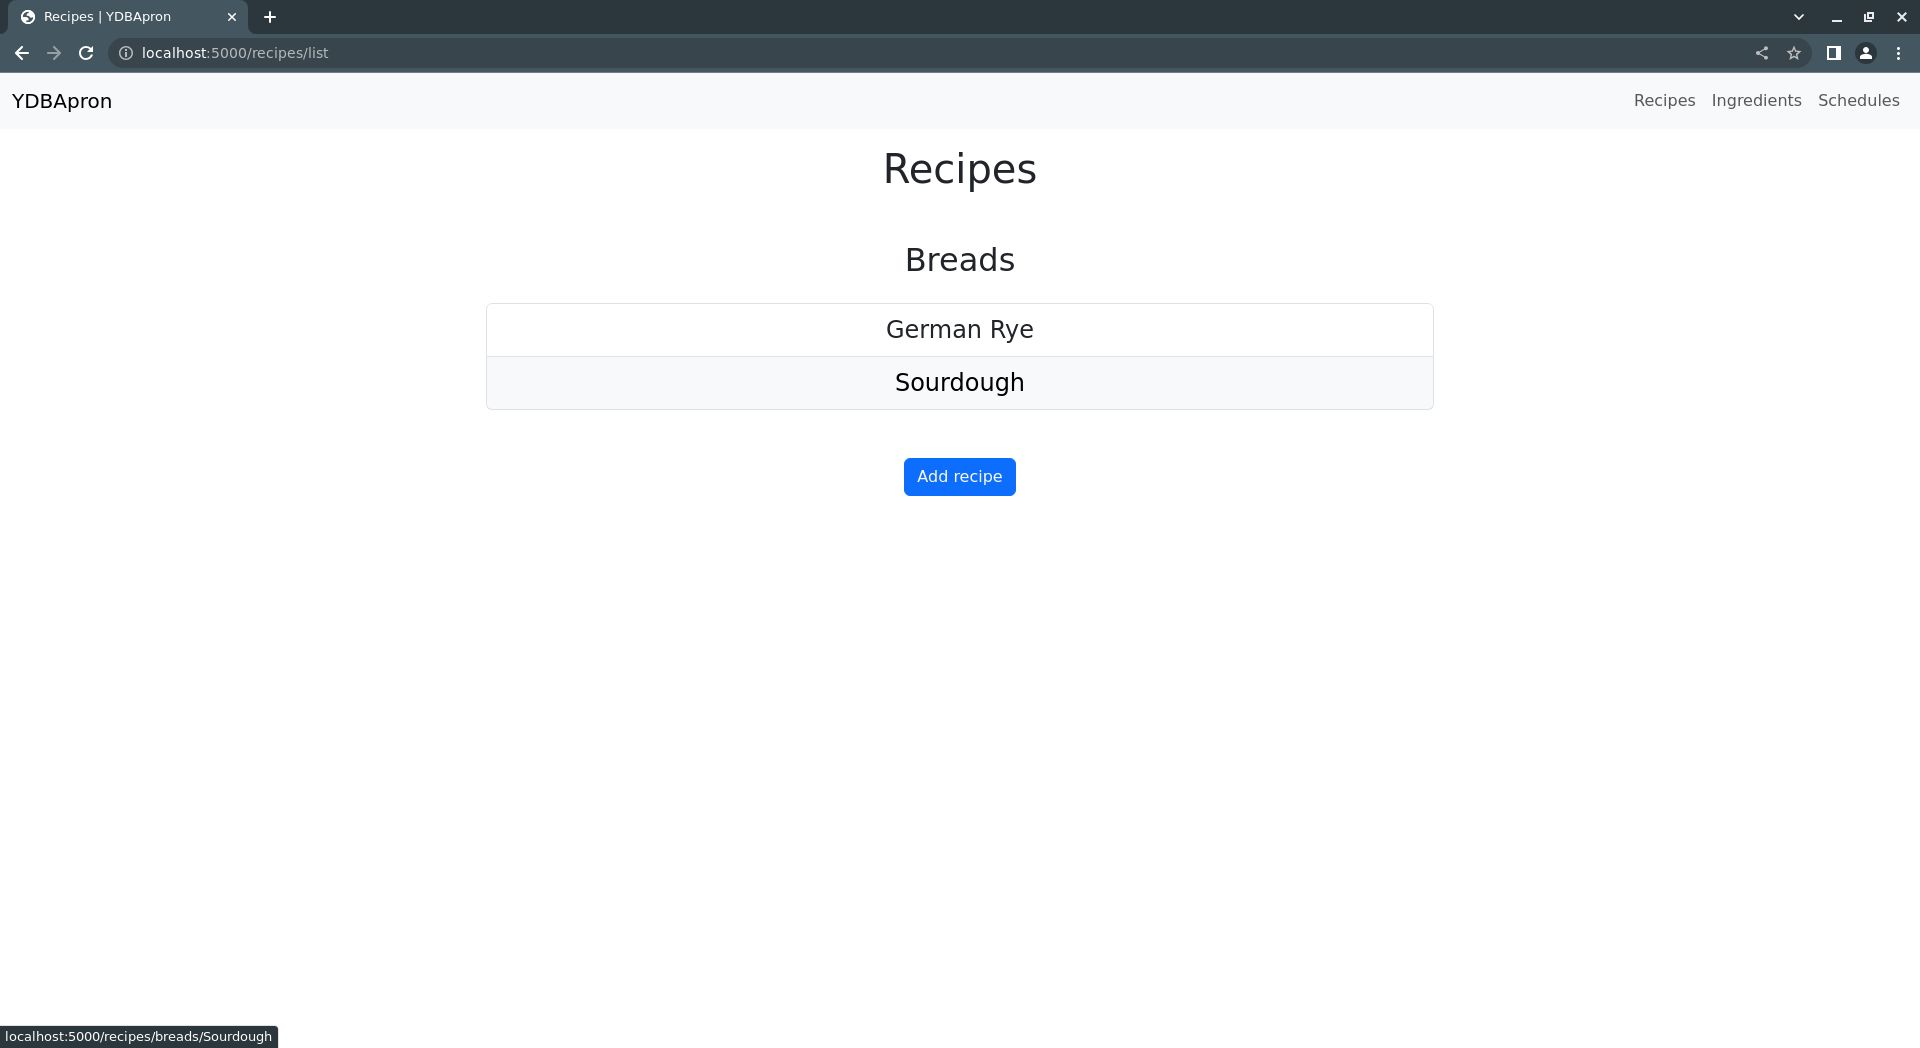 Recipes | YDBApron
localhost:5000/recipes/list
YDBApron
Recipes Ingredients Schedules
Recipes
Breads
German Rye
Sourdough
Add recipe
localhost:5000/recipes/breads/Sourdough